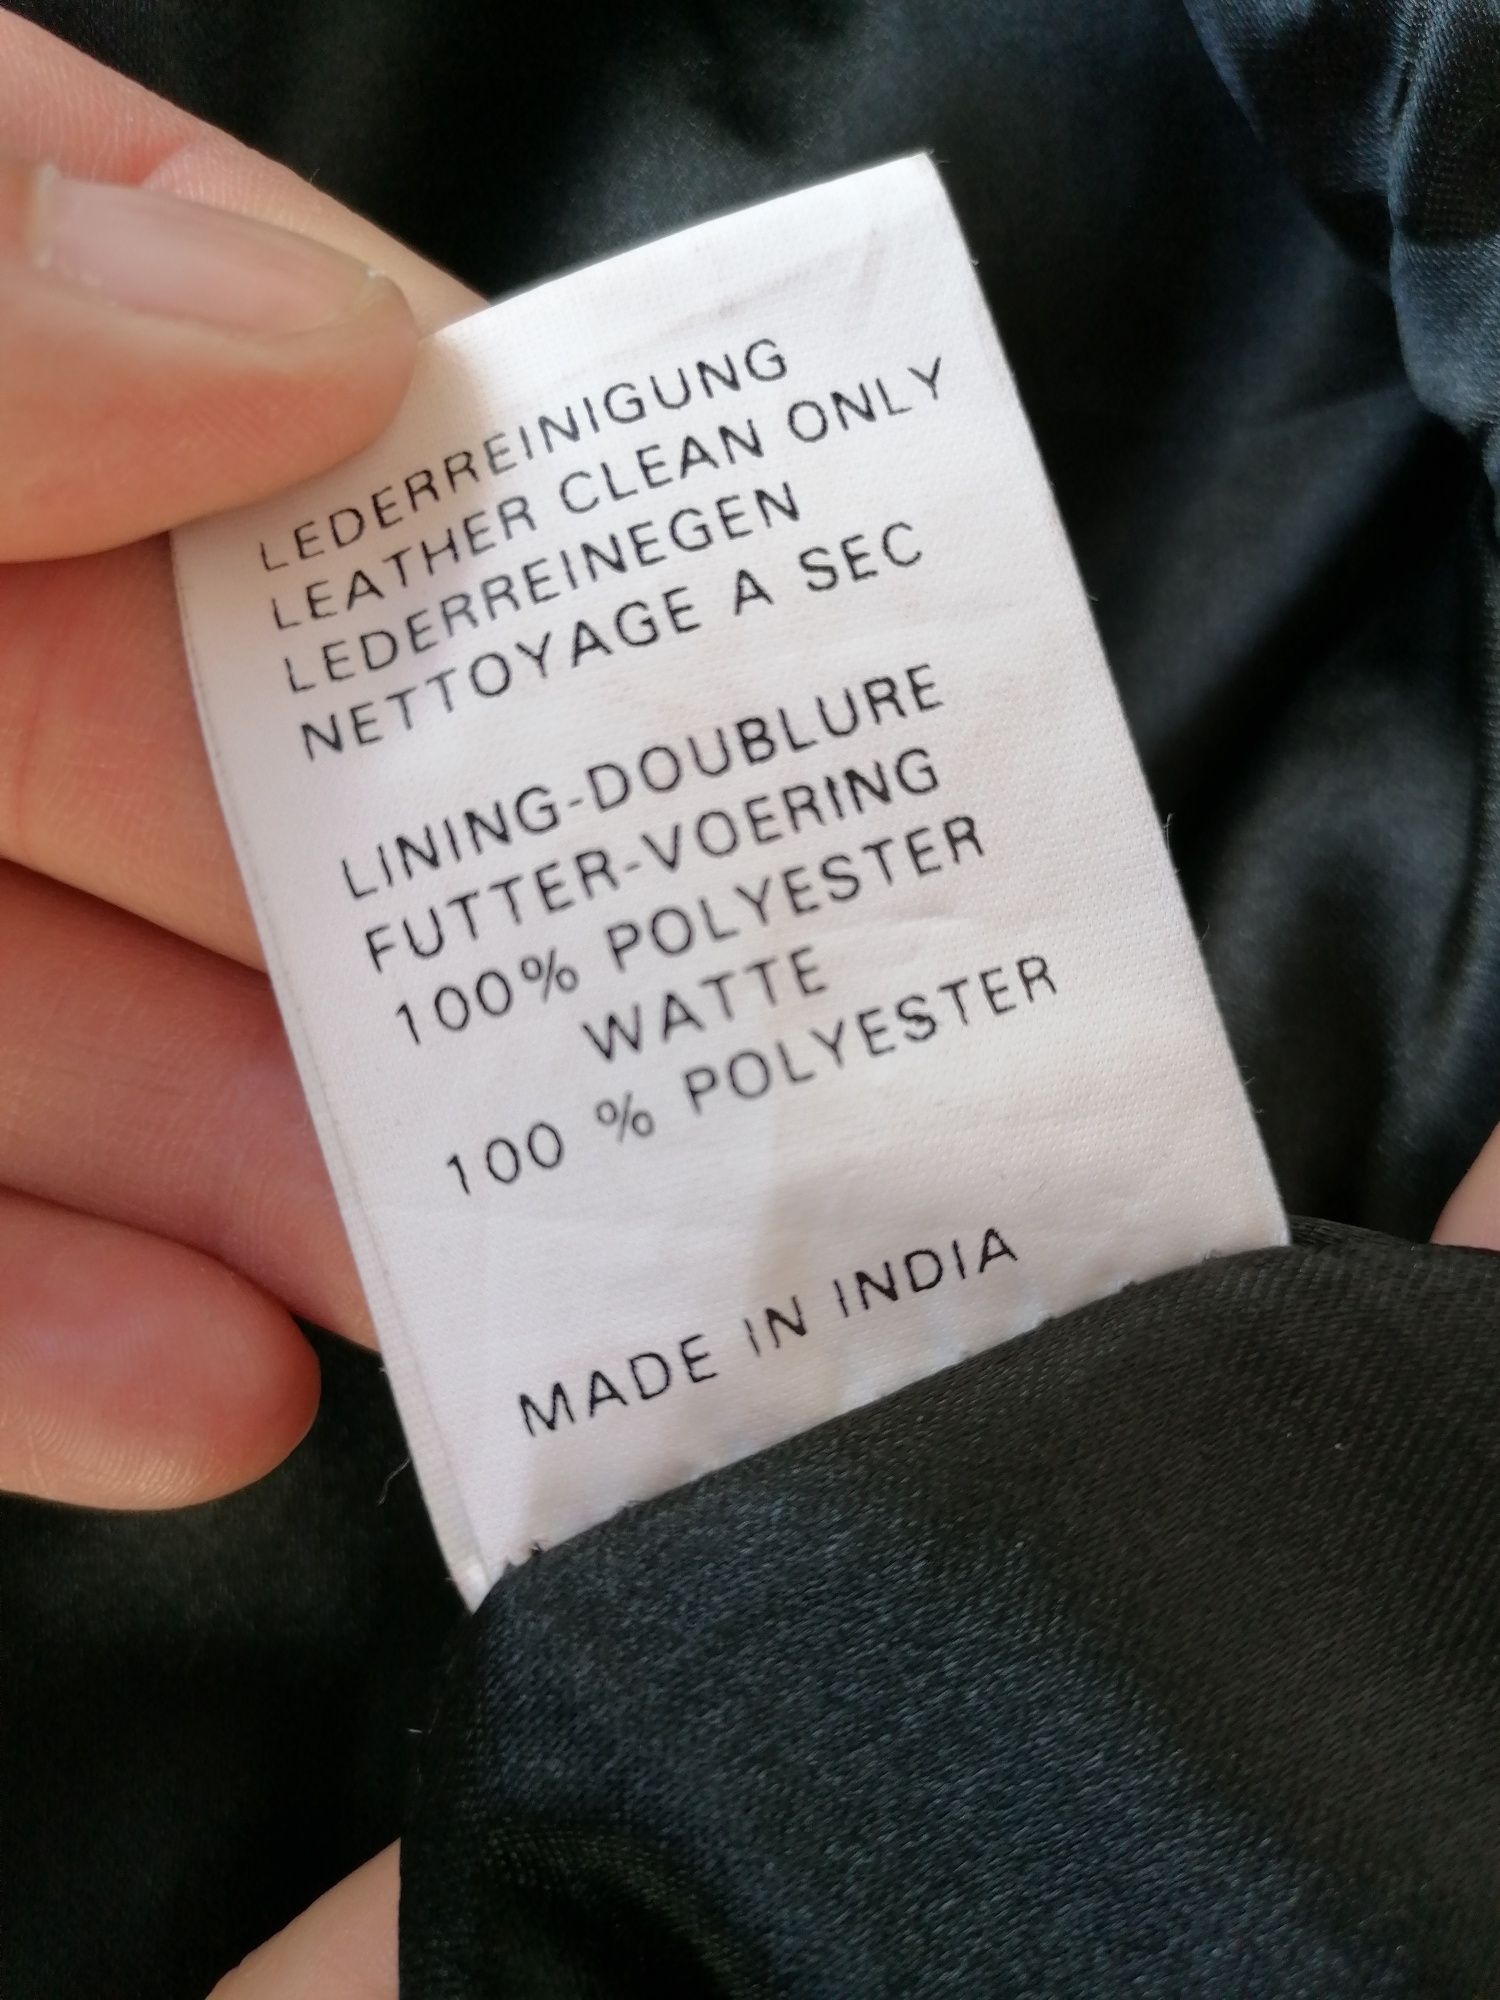 LEDERREINIGUNG
LEATHER CLEAN ONLY
LEDERREINEGEN
NETTOYAGE A SEC
LINING-DOUBLURE
FUTTER-VOERING
100% POLYESTER
WATTE
100 % POLYESTER
MADE IN INDIA